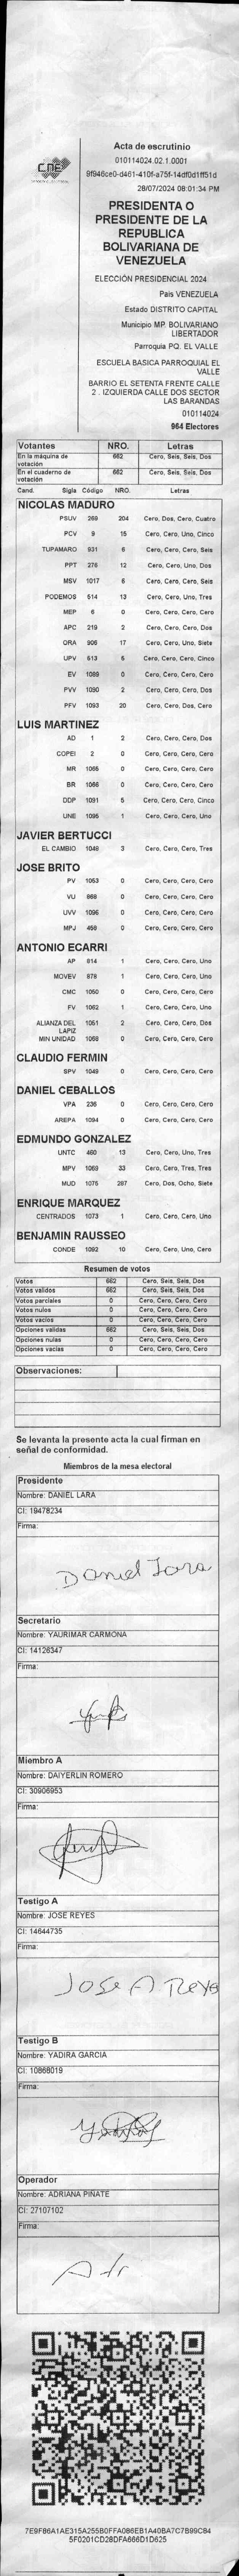 CNE
Acta de escrutinio
010114024.02.1.0001
9f946ce0-d461-410f-a75f-14df0d1ff51d
28/07/2024 08:01:34 PM
PRESIDENTA O
PRESIDENTE DE LA
REPUBLICA
BOLIVARIANA DE
VENEZUELA
ELECCIÓN PRESIDENCIAL 2024
Pais VENEZUELA
Estado DISTRITO CAPITAL
Municipio MP. BOLIVARIANO
LIBERTADOR
Parroquia PQ. EL VALLE
ESCUELA BASICA PARROQUIAL EL
VALLE
BARRIO EL SETENTA FRENTE CALLE
2 . IZQUIERDA CALLE DOS SECTOR
LAS BARANDAS
010114024
964 Electores
Votantes NRO. Letras
En la máquina de votación 662 Cero, Seis, Seis, Dos
En el cuaderno de votación 662 Cero, Seis, Seis, Dos
Cand. Sigla Código NRO. Letras
NICOLAS MADURO
PSUV 269 204 Cero, Dos, Cero, Cuatro
PCV 9 15 Cero, Cero, Uno, Cinco
TUPAMARO 931 6 Cero, Cero, Cero, Seis
PPT 276 12 Cero, Cero, Uno, Dos
MSV 1017 6 Cero, Cero, Cero, Seis
PODEMOS 514 13 Cero, Cero, Uno, Tres
MEP 6 0 Cero, Cero, Cero, Cero
APC 219 2 Cero, Cero, Cero, Dos
ORA 906 17 Cero, Cero, Uno, Siete
UPV 513 5 Cero, Cero, Cero, Cinco
EV 1089 0 Cero, Cero, Cero, Cero
PVV 1090 2 Cero, Cero, Cero, Dos
PFV 1093 20 Cero, Cero, Dos, Cero
LUIS MARTINEZ
AD 1 2 Cero, Cero, Cero, Dos
COPEI 2 0 Cero, Cero, Cero, Cero
MR 1065 0 Cero, Cero, Cero, Cero
BR 1066 0 Cero, Cero, Cero, Cero
DDP 1091 5 Cero, Cero, Cero, Cinco
UNE 1095 1 Cero, Cero, Cero, Uno
JAVIER BERTUCCI
EL CAMBIO 1048 3 Cero, Cero, Cero, Tres
JOSE BRITO
PV 1053 0 Cero, Cero, Cero, Cero
VU 868 0 Cero, Cero, Cero, Cero
UVV 1096 0 Cero, Cero, Cero, Cero
MPJ 458 0 Cero, Cero, Cero, Cero
ANTONIO ECARRI
AP 814 1 Cero, Cero, Cero, Uno
MOVEV 878 1 Cero, Cero, Cero, Uno
CMC 1050 0 Cero, Cero, Cero, Cero
FV 1062 1 Cero, Cero, Cero, Uno
ALIANZA DEL LAPIZ 1051 2 Cero, Cero, Cero, Dos
MIN UNIDAD 1068 0 Cero, Cero, Cero, Cero
CLAUDIO FERMIN
SPV 1049 0 Cero, Cero, Cero, Cero
DANIEL CEBALLOS
VPA 236 0 Cero, Cero, Cero, Cero
AREPA 1094 0 Cero, Cero, Cero, Cero
EDMUNDO GONZALEZ
UNTC 460 13 Cero, Cero, Uno, Tres
MPV 1069 33 Cero, Cero, Tres, Tres
MUD 1075 287 Cero, Dos, Ocho, Siete
ENRIQUE MARQUEZ
CENTRADOS 1073 1 Cero, Cero, Cero, Uno
BENJAMIN RAUSSEO
CONDE 1092 10 Cero, Cero, Uno, Cero
Resumen de votos
Votos 662 Cero, Seis, Seis, Dos
Votos validos 662 Cero, Seis, Seis, Dos
Votos parciales 0 Cero, Cero, Cero, Cero
Votos nulos 0 Cero, Cero, Cero, Cero
Votos vacios 0 Cero, Cero, Cero, Cero
Opciones validas 662 Cero, Seis, Seis, Dos
Opciones nulas 0 Cero, Cero, Cero, Cero
Opciones vacias 0 Cero, Cero, Cero, Cero
Observaciones:
Se levanta la presente acta la cual firman en
señal de conformidad.
Miembros de la mesa electoral
Presidente
Nombre: DANIEL LARA
CI: 19478234
Firma:
Daniel Lara
Secretario
Nombre: YAURIMAR CARMONA
CI: 14126347
Firma:
Miembro A
Nombre: DAIYERLIN ROMERO
CI: 30906953
Firma:
Testigo A
Nombre: JOSE REYES
CI: 14644735
Firma:
JOSE A Reyes
Testigo B
Nombre: YADIRA GARCIA
CI: 10868019
Firma:
Operador
Nombre: ADRIANA PIÑATE
CI: 27107102
Firma:
7E9F86A1AE315A255B0FFA086EB1A40BA7C7B99CB4
5F0201CD28DFA666D1D625